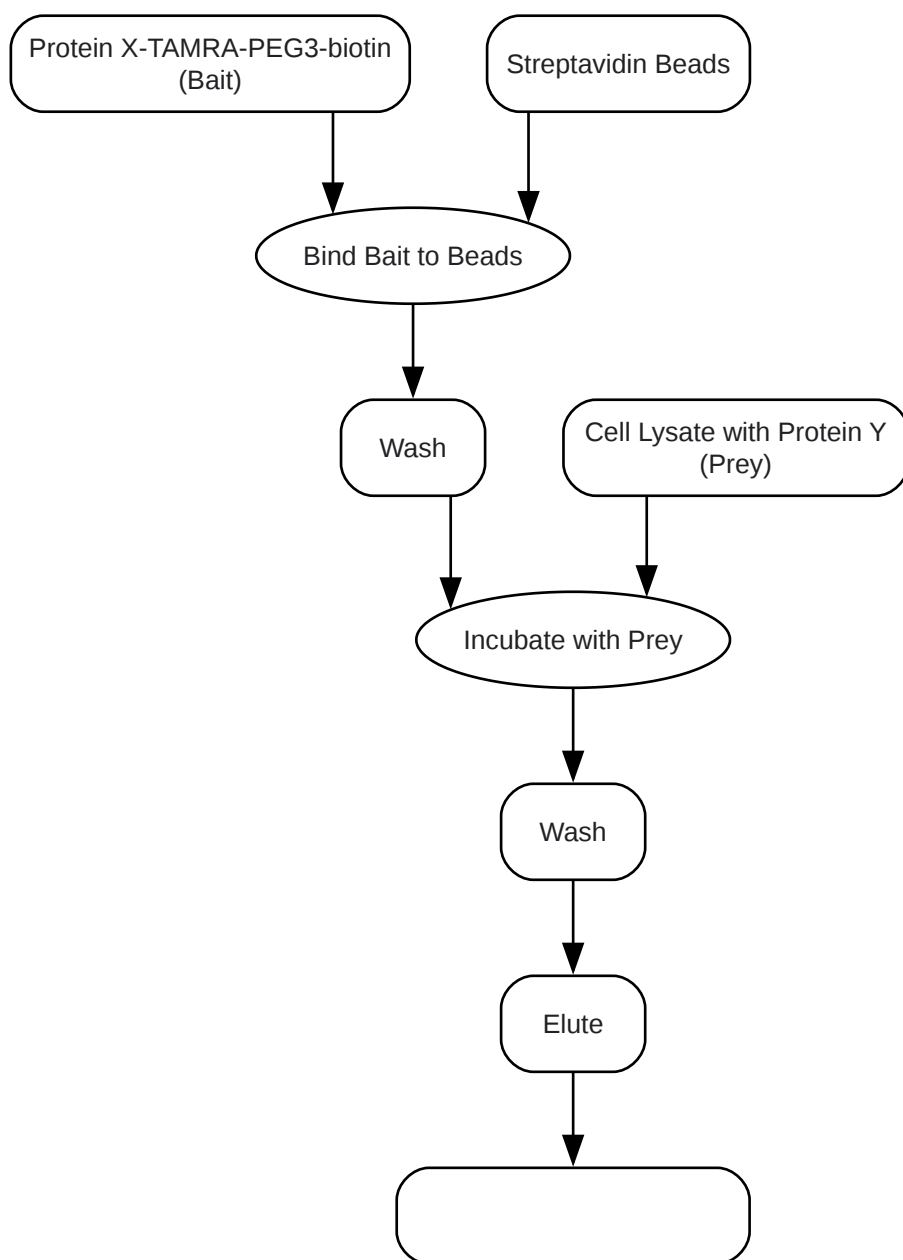 Protein X-TAMRA-PEG3-biotin
(Bait)
Streptavidin Beads
Bind Bait to Beads
Wash
Cell Lysate with Protein Y
(Prey)
Incubate with Prey
Wash
Elute